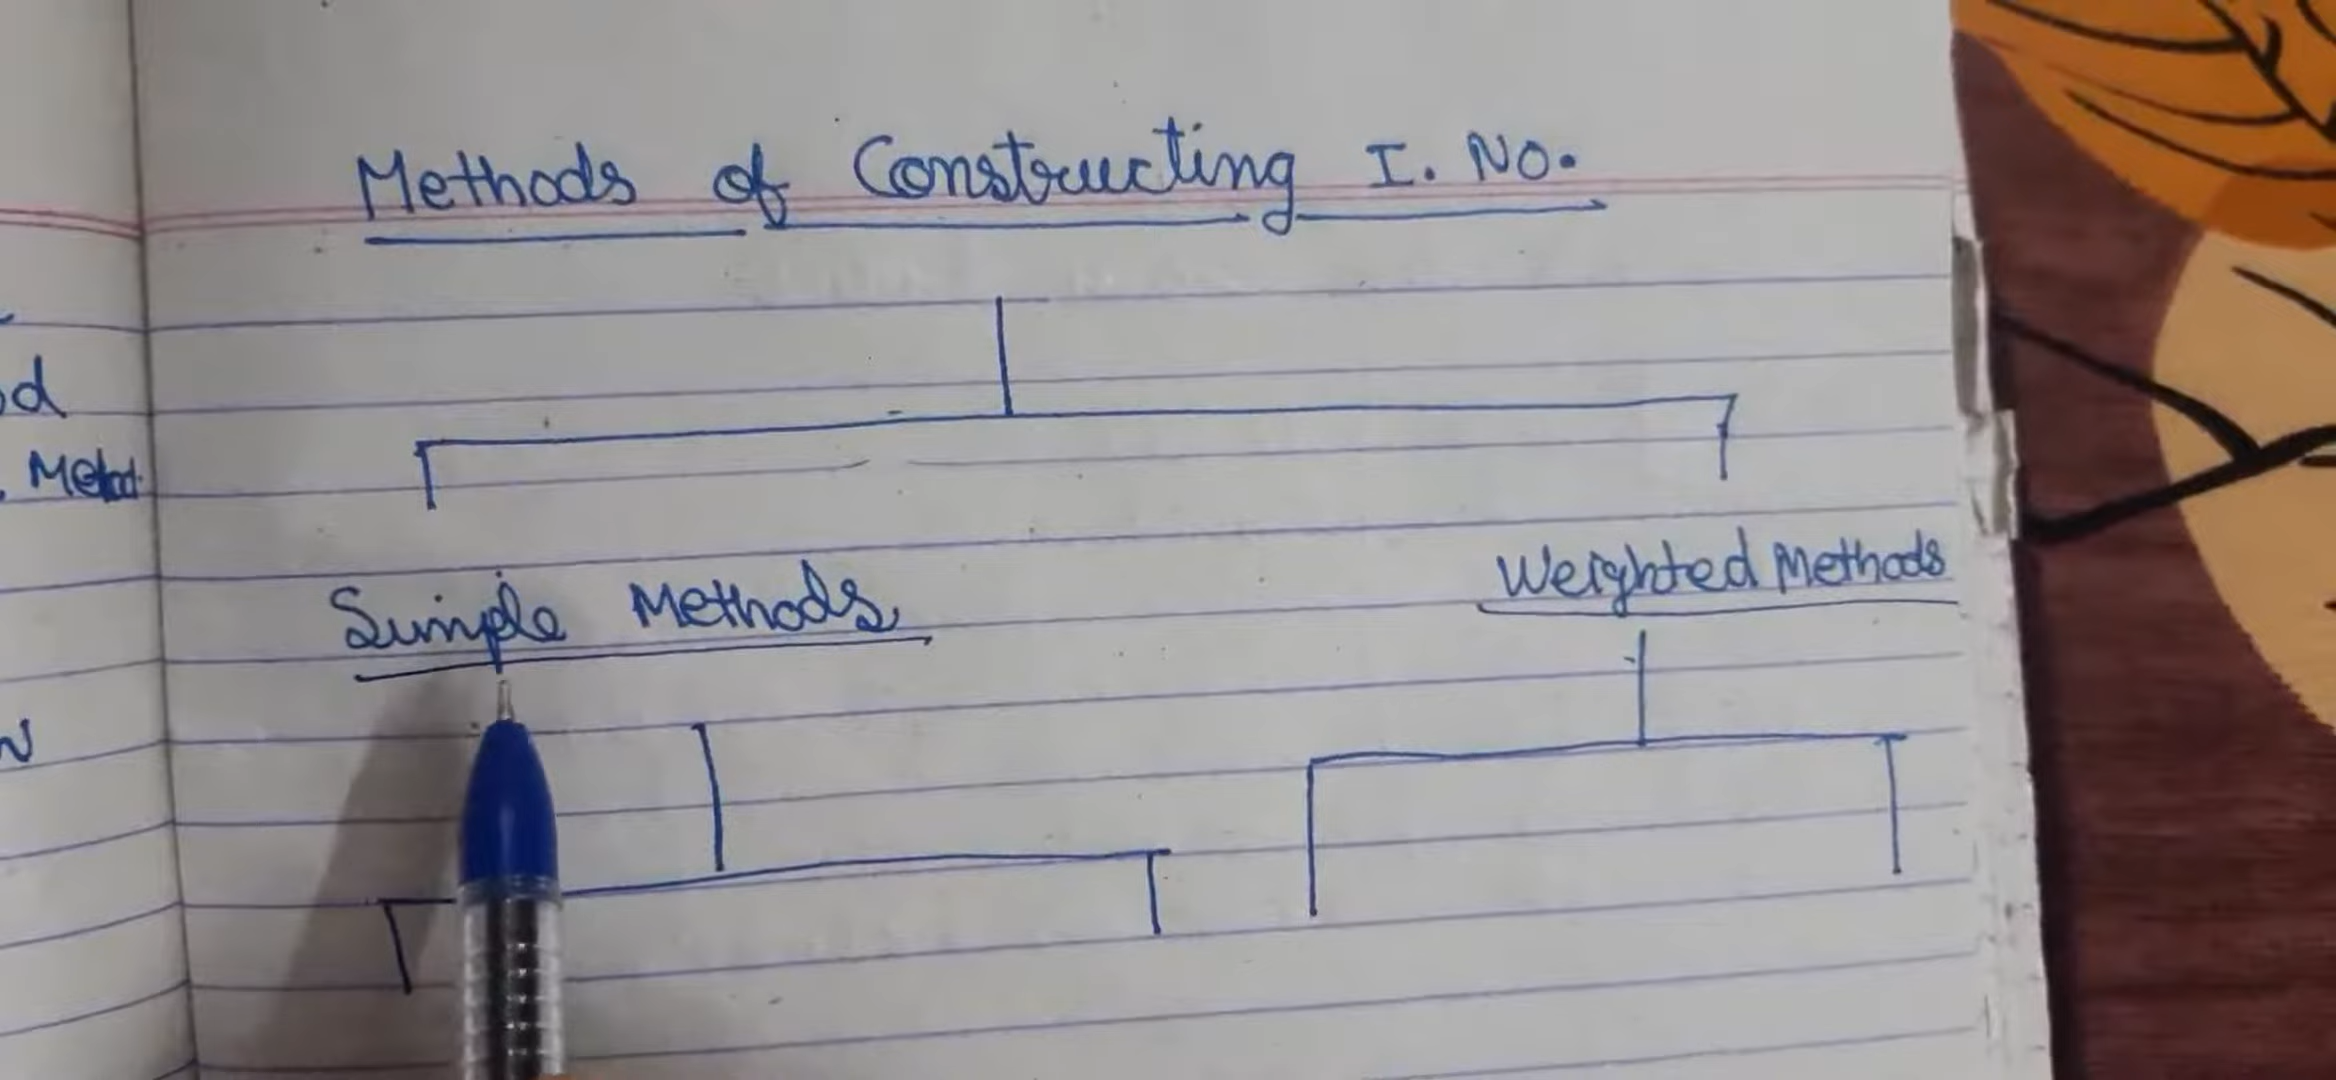 Methods of Constructing I. No.
d
Simple Methods
Weighted Methods